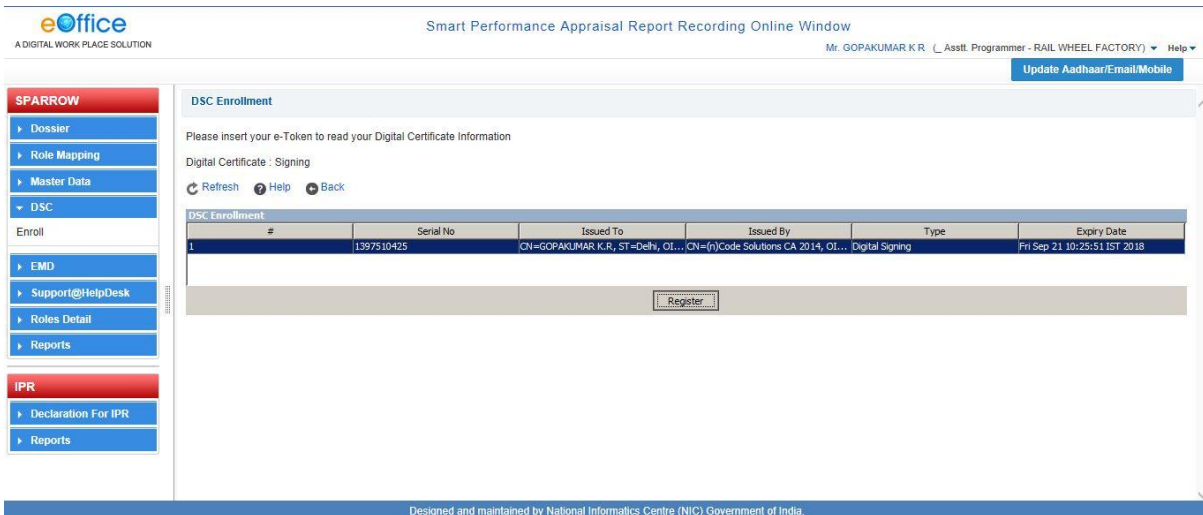 eOffice
A DIGITAL WORK PLACE SOLUTION
Smart Performance Appraisal Report Recording Online Window
Mr. GOPAKUMAR K R (_ Asstt. Programmer - RAIL WHEEL FACTORY) Help
Update Aadhaar/Email/Mobile
SPARROW
Dossier
Role Mapping
Master Data
DSC
Enroll
EMD
Support@HelpDesk
Roles Detail
Reports
IPR
Declaration For IPR
Reports
DSC Enrollment
Please insert your e-Token to read your Digital Certificate Information
Digital Certificate : Signing
Refresh Help Back
DSC Enrollment
# Serial No Issued To Issued By Type Expiry Date
1 1397510425 CN=GOPAKUMAR K.R, ST=Delhi, OI... CN=(n)Code Solutions CA 2014, OI... Digital Signing Fri Sep 21 10:25:51 IST 2018
Register
Designed and maintained by National Informatics Centre (NIC) Government of India.